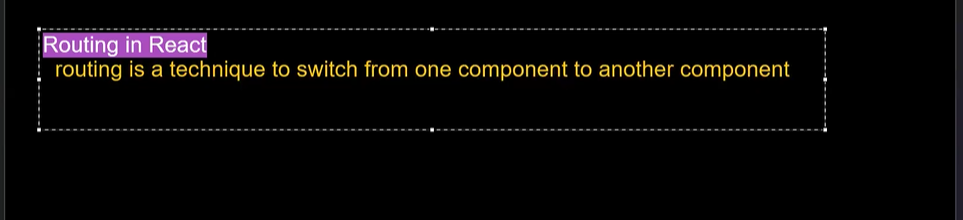 Routing in React
routing is a technique to switch from one component to another component